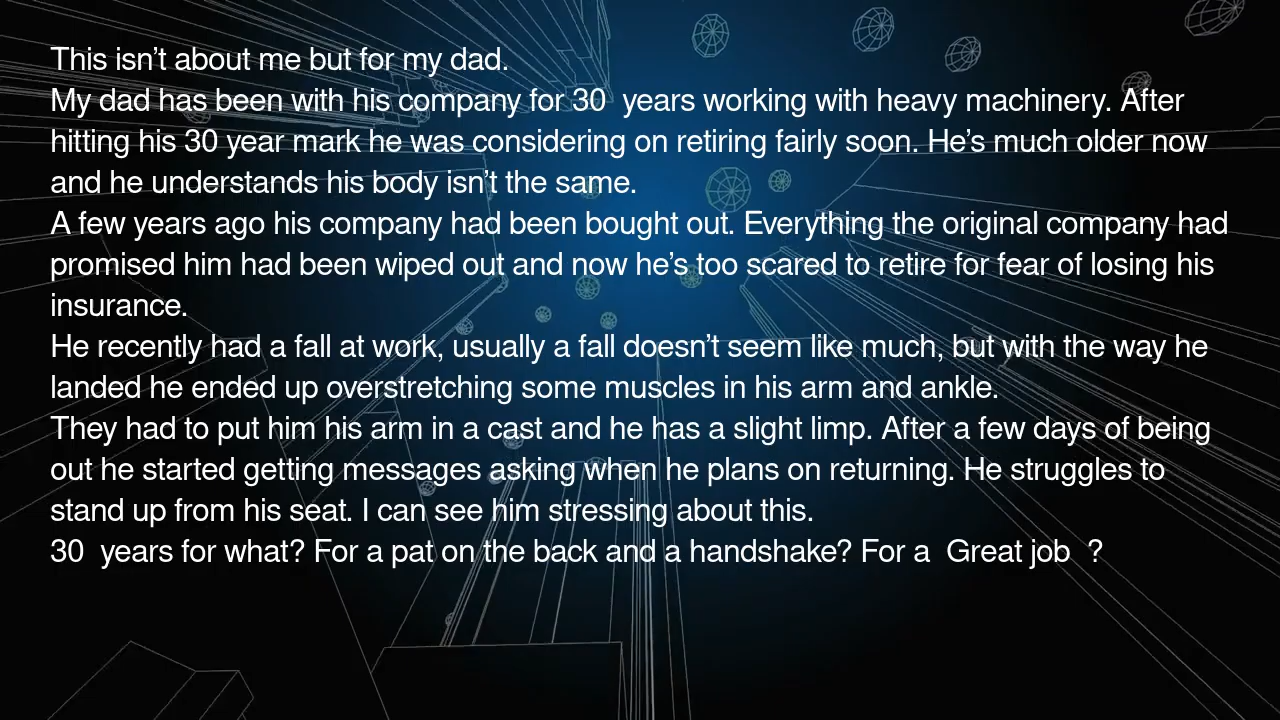 This isn’t about me but for my dad.
My dad has been with his company for 30  years working with heavy machinery. After
hitting his 30 year mark he was considering on retiring fairly soon. He’s much older now
and he understands his body isn’t the same.
A few years ago his company had been bought out. Everything the original company had
promised him had been wiped out and now he’s too scared to retire for fear of losing his
insurance.
He recently had a fall at work, usually a fall doesn’t seem like much, but with the way he
landed he ended up overstretching some muscles in his arm and ankle.
They had to put him his arm in a cast and he has a slight limp. After a few days of being
out he started getting messages asking when he plans on returning. He struggles to
stand up from his seat. I can see him stressing about this.
30  years for what? For a pat on the back and a handshake? For a  Great job  ?